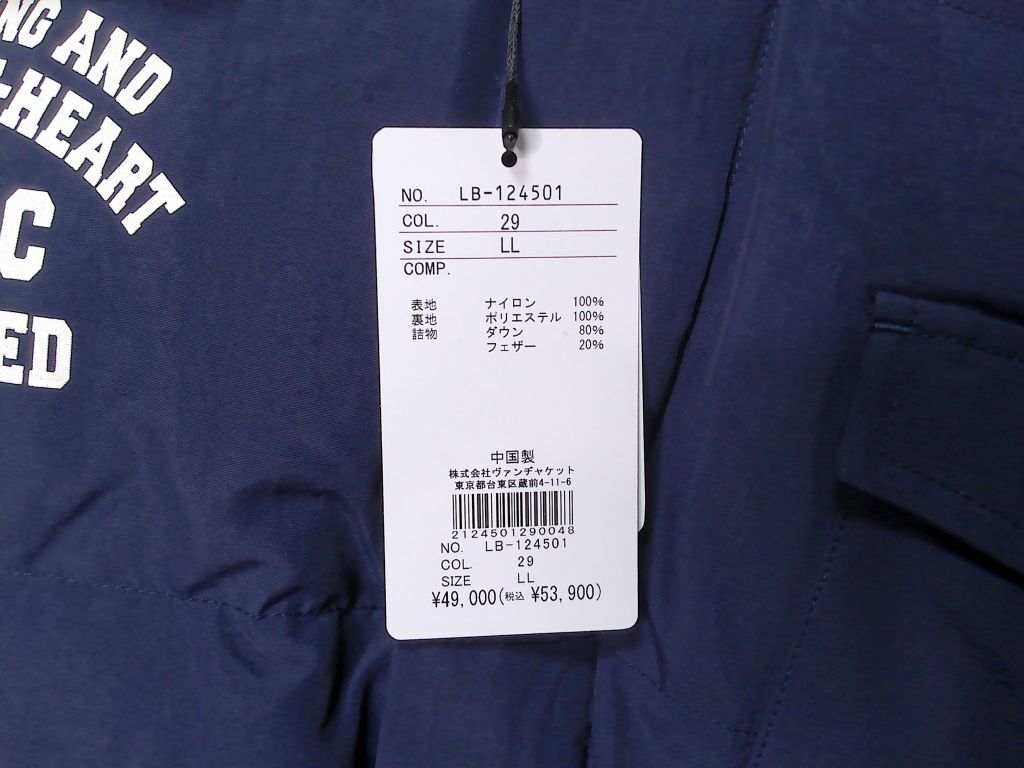 NG AND
-HEART
C
ED
NO. LB-124501
COL. 29
SIZE LL
COMP.
表地 ナイロン 100%
裏地 ポリエステル 100%
詰物 ダウン 80%
フェザー 20%
中国製
株式会社ヴァンヂャケット
東京都台東区蔵前4-11-6
2124501290048
NO. LB-124501
COL. 29
SIZE LL
¥49,000(税込 ¥53,900)